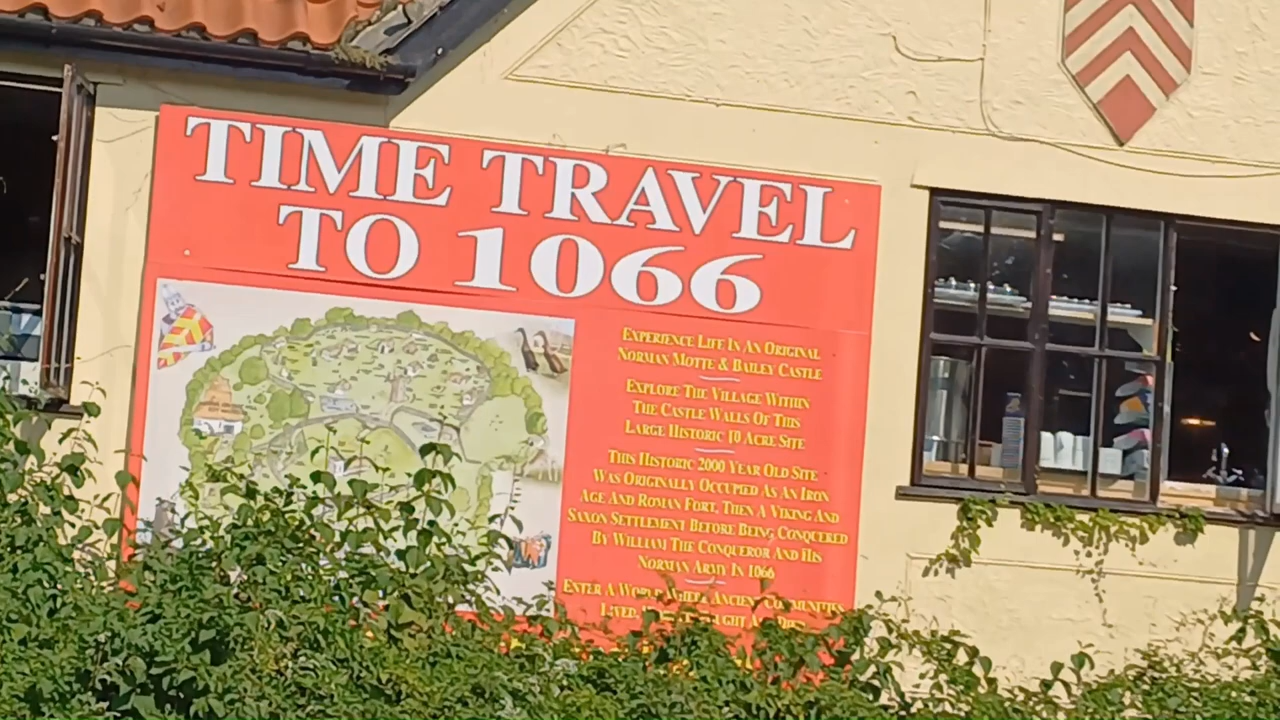 TIME TRAVEL
TO 1066
EXPERIENCE LIFE IN AN ORIGINAL
NORMAN MOTTE & BAILEY CASTLE
EXPLORE THE VILLAGE WITHIN
THE CASTLE WALLS OF THIS
LARGE HISTORIC 10 ACRE SITE
THIS HISTORIC 2000 YEAR OLD SITE
WAS ORIGINALLY OCCUPIED AS AN IRON
AGE AND ROMAN FORT, THEN A VIKING AND
SAXON SETTLEMENT BEFORE BEING CONQUERED
BY WILLIAM THE CONQUEROR AND HIS
NORMAN ARMY IN 1066
ENTER A WORLD WHERE ANCIENT COMMUNITIES
LIVED,